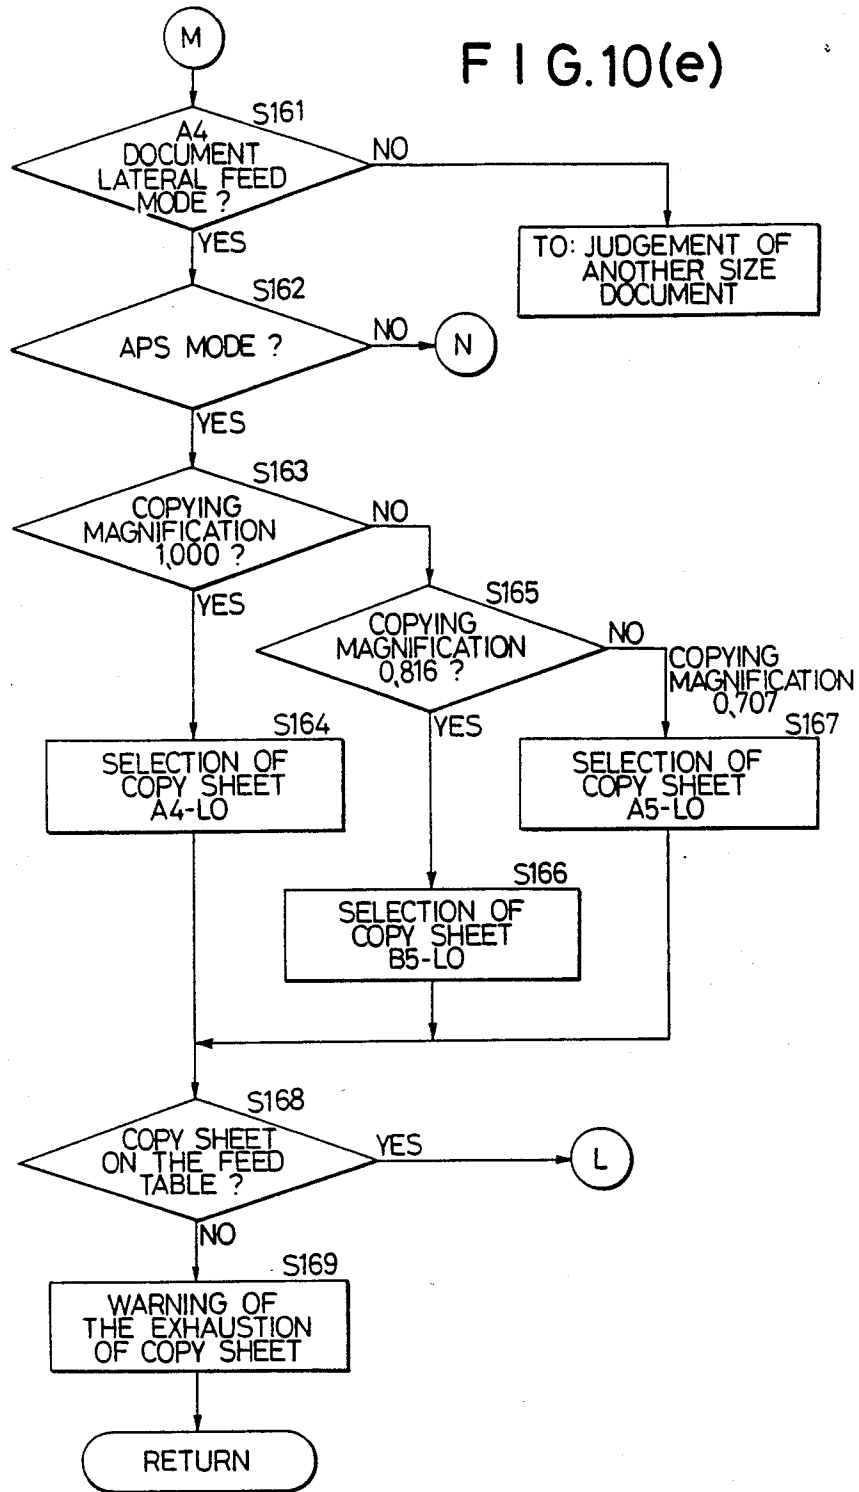 M
F I G.10(e)
S161
A4
DOCUMENT
LATERAL FEED
MODE ?
NO
YES
TO: JUDGEMENT OF
ANOTHER SIZE
DOCUMENT
S162
APS MODE ?
NO
N
YES
S163
COPYING
MAGNIFICATION
1,000 ?
NO
YES
S165
COPYING
MAGNIFICATION
0,816 ?
NO
YES
COPYING
MAGNIFICATION
0,707
S164
SELECTION OF
COPY SHEET
A4-LO
S167
SELECTION OF
COPY SHEET
A5-LO
S166
SELECTION OF
COPY SHEET
B5-LO
S168
COPY SHEET
ON THE FEED
TABLE ?
YES
L
NO
S169
WARNING OF
THE EXHAUSTION
OF COPY SHEET
RETURN